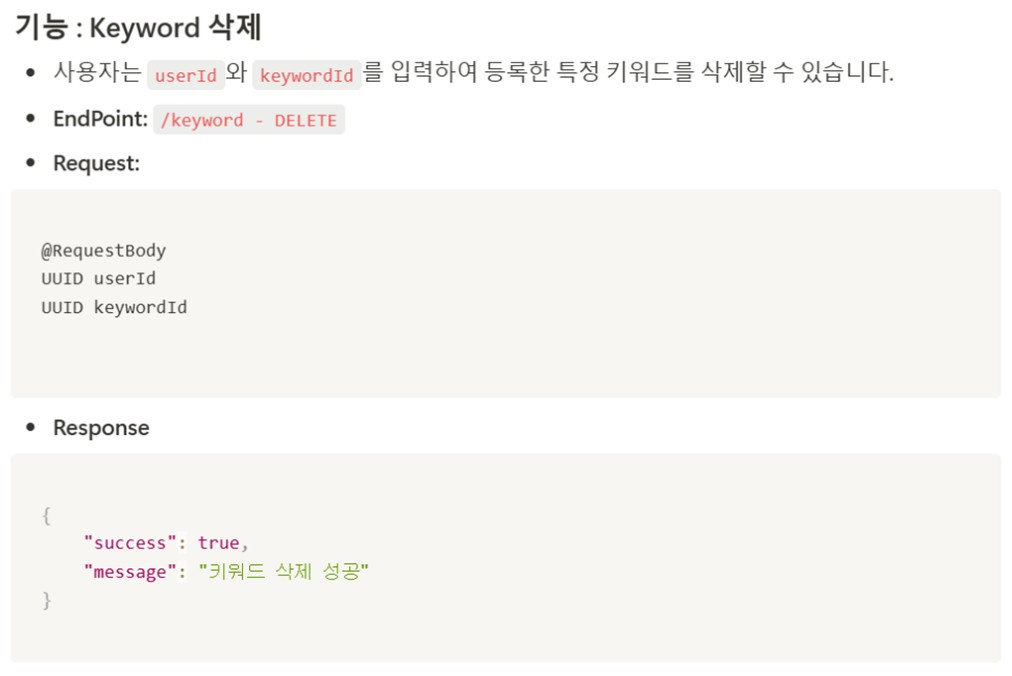 기능 : Keyword 삭제
• 사용자는 userId 와 keywordId 를 입력하여 등록한 특정 키워드를 삭제할 수 있습니다.
• EndPoint: /keyword - DELETE
• Request:
@RequestBody
UUID userId
UUID keywordId
• Response
{
    "success": true,
    "message": "키워드 삭제 성공"
}